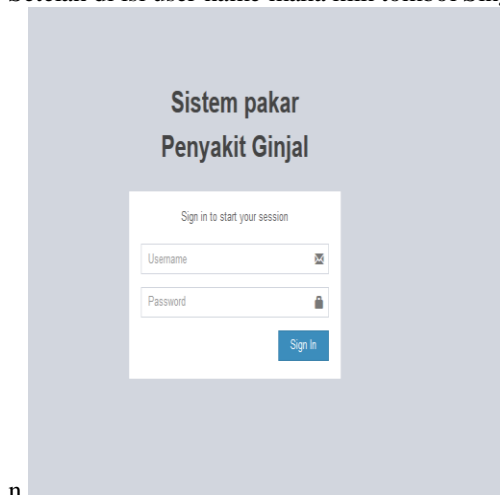 Sistem pakar
Penyakit Ginjal
Sign in to start your session
Username
Password
Sign In
n